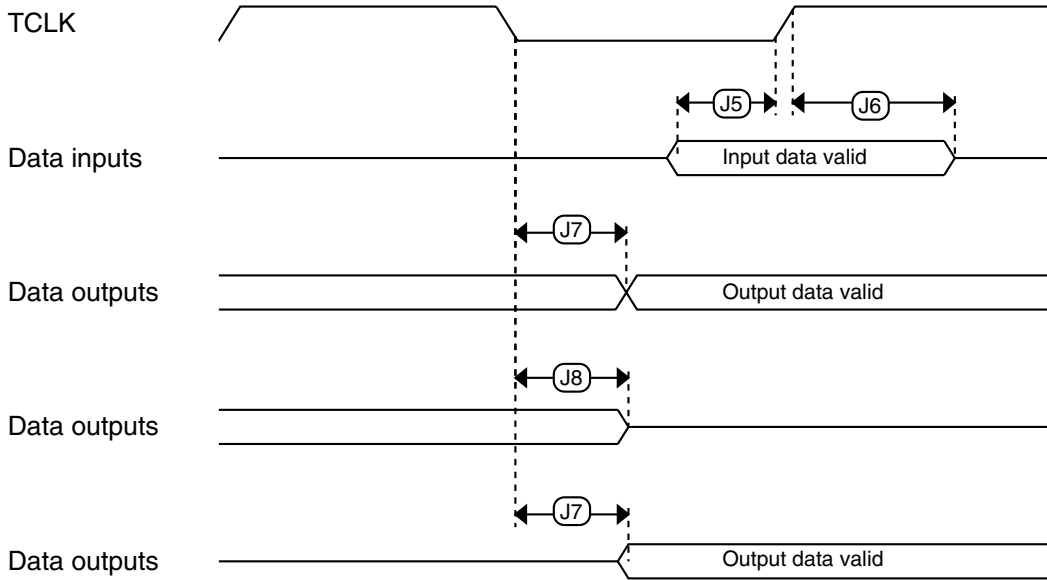 TCLK
J5
J6
Data inputs
Input data valid
J7
Data outputs
Output data valid
J8
Data outputs
J7
Data outputs
Output data valid